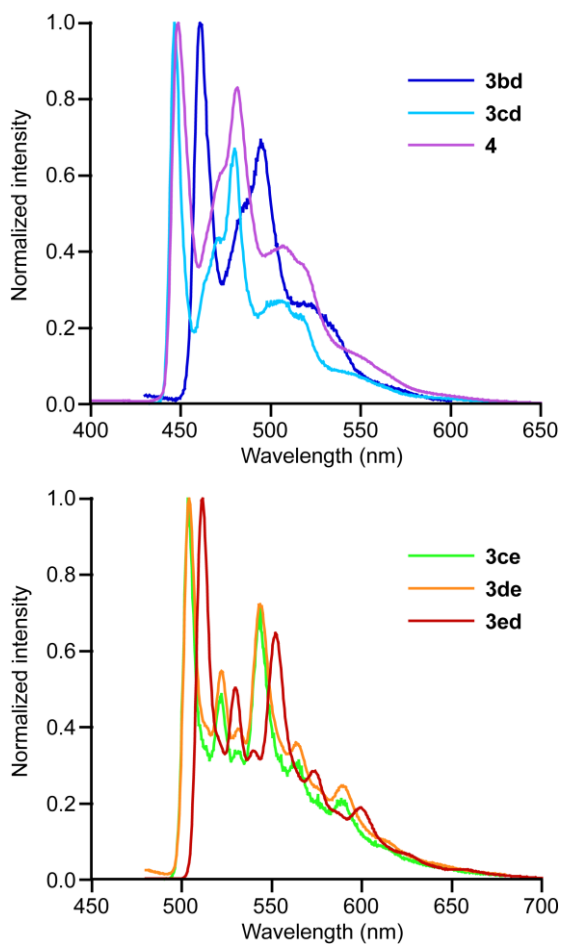 Normalized intensity
1.0
0.8
0.6
0.4
0.2
0.0
400 450 500 550 600 650
Wavelength (nm)
3bd
3cd
4
Normalized intensity
1.0
0.8
0.6
0.4
0.2
0.0
450 500 550 600 650 700
Wavelength (nm)
3ce
3de
3ed